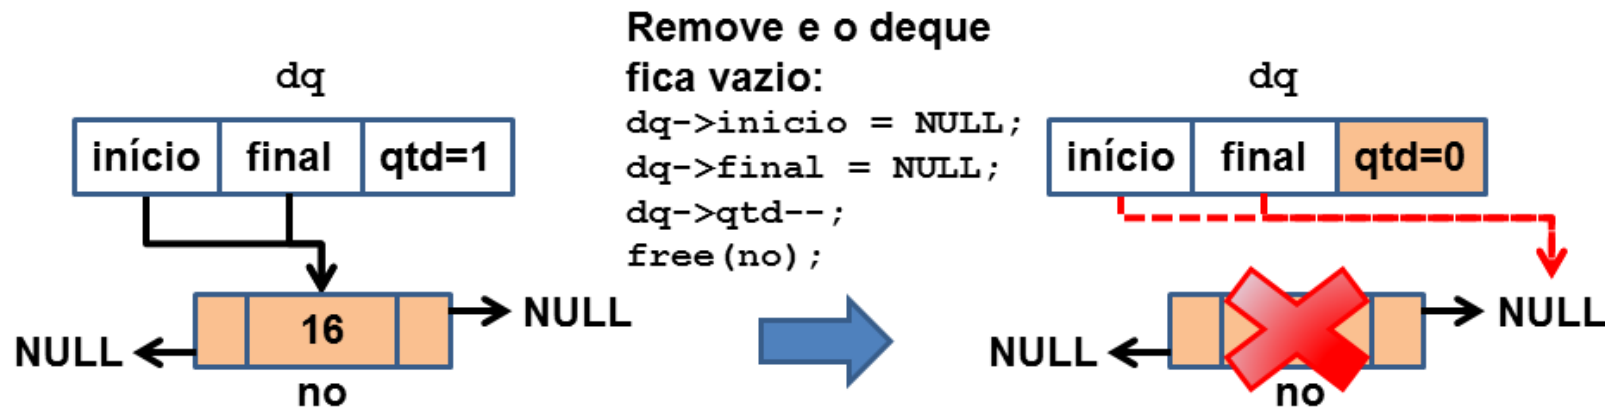 dq
início final qtd=1
16
NULL
NULL
no
Remove e o deque
fica vazio:
dq->inicio = NULL;
dq->final = NULL;
dq->qtd--;
free(no);
dq
início final qtd=0
NULL
NULL
no